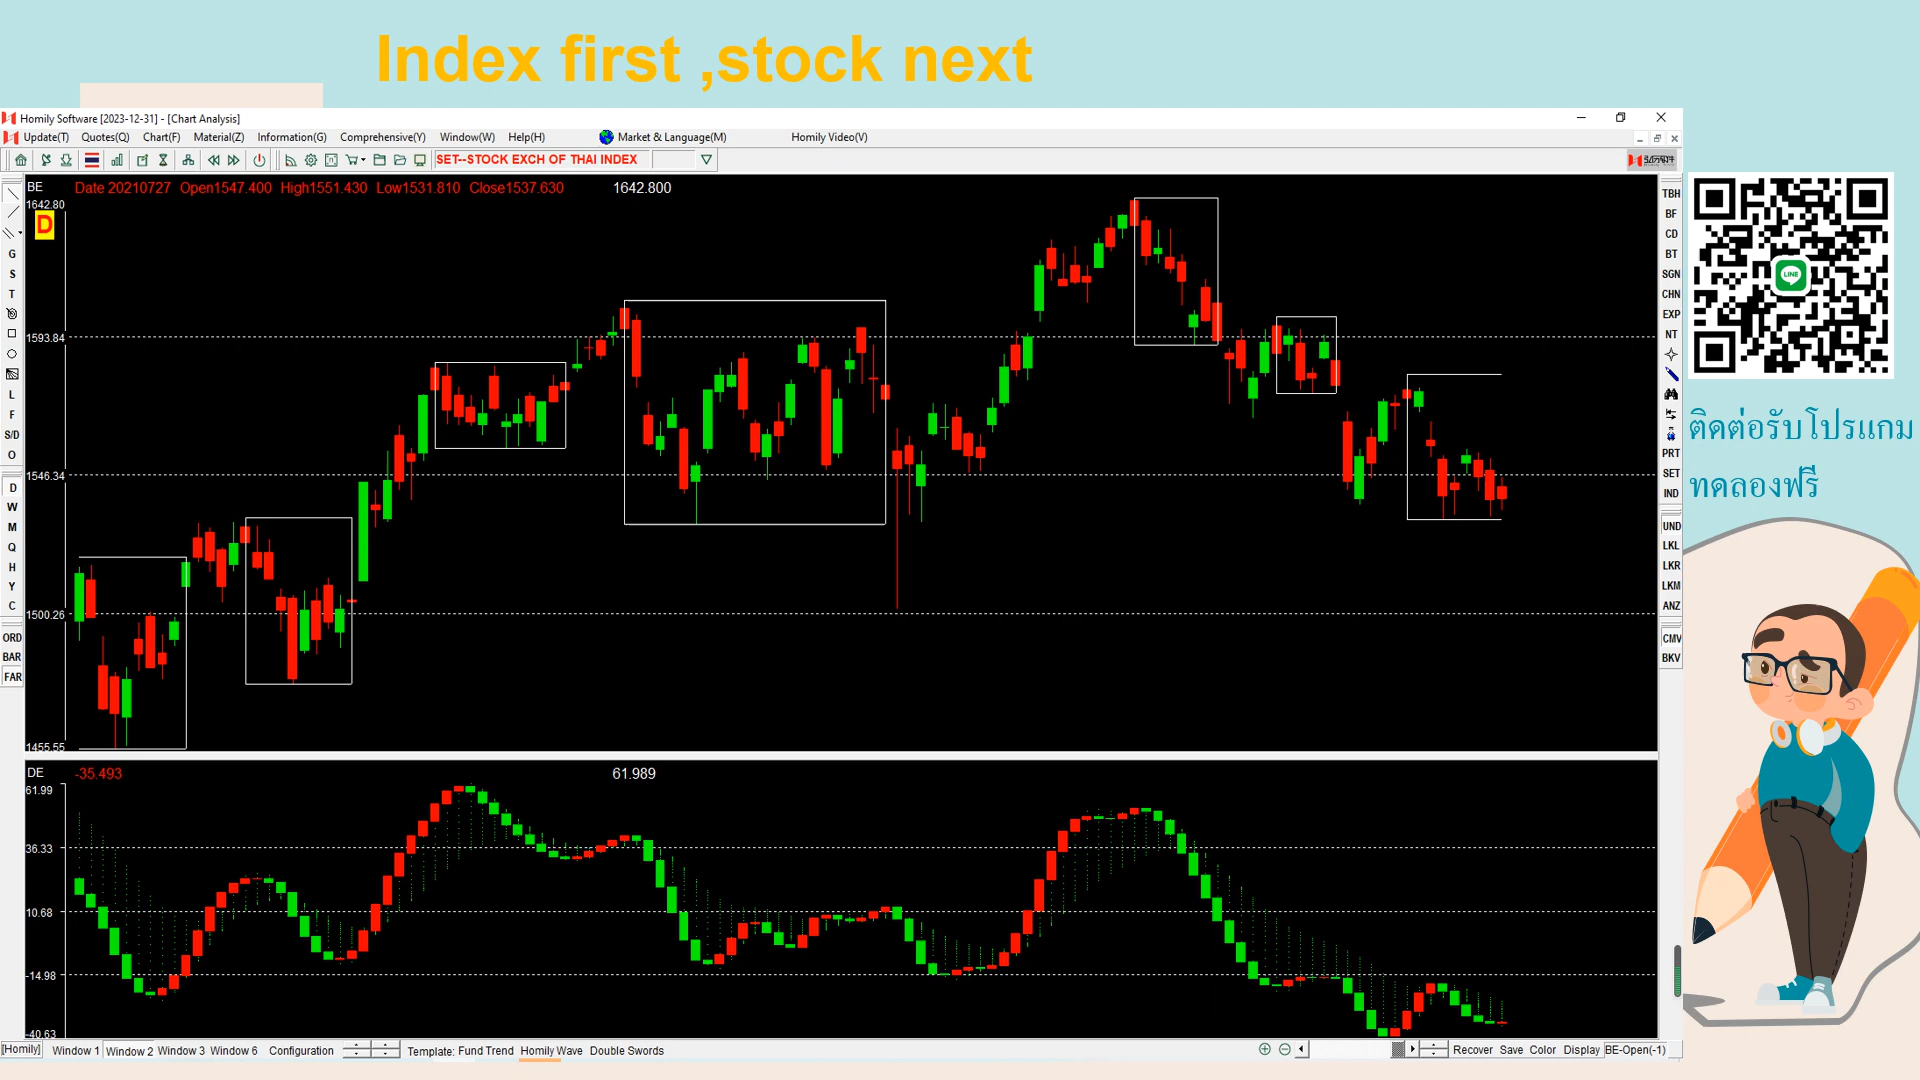 Index first ,stock next
Homily Software [2023-12-31] - [Chart Analysis]
Update(T) Quotes(Q) Chart(F) Material(Z) Information(G) Comprehensive(Y) Window(W) Help(H) Market & Language(M) Homily Video(V)
SET--STOCK EXCH OF THAI INDEX
BE Date 20210727 Open1547.400 High1551.430 Low1531.810 Close1537.630 1642.800
1642.80
D
1593.84
1546.34
1500.26
1455.55
DE -35.493 61.989
61.99
36.33
10.68
-14.98
-40.63
G
S
T
L
F
S/D
O
D
W
M
Q
H
Y
C
ORD
BAR
FAR
TBH
BF
CD
BT
SGN
CHN
EXP
NT
PRT
SET
IND
UND
LKL
LKR
LKM
ANZ
CMV
BKV
LINE
ติดต่อรับโปรแกม
ทดลองฟรี
[Homily] Window 1 Window 2 Window 3 Window 6 Configuration Template: Fund Trend Homily Wave Double Swords Recover Save Color Display BE-Open(-1)